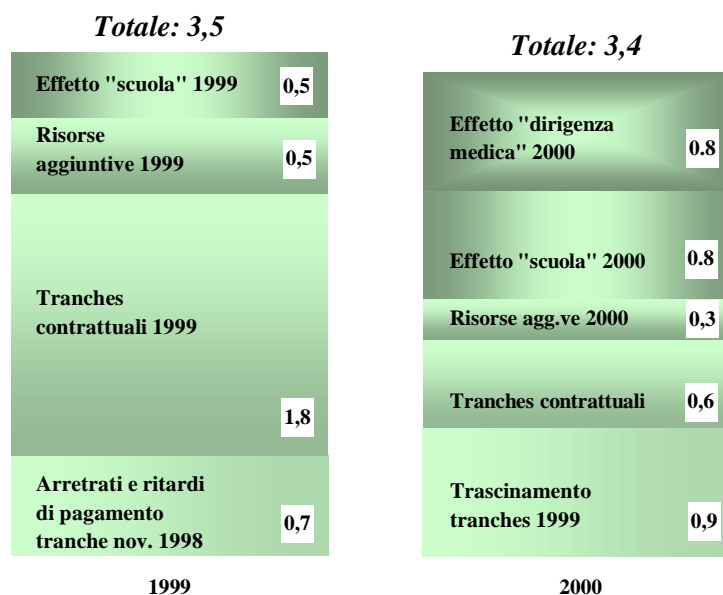 Totale: 3,5
Effetto "scuola" 1999 0,5
Risorse
aggiuntive 1999 0,5
Tranches
contrattuali 1999
1,8
Arretrati e ritardi
di pagamento 0,7
tranche nov. 1998
1999
Totale: 3,4
Effetto "dirigenza
medica" 2000 0.8
Effetto "scuola" 2000 0.8
Risorse agg.ve 2000 0,3
Tranches contrattuali 0,6
Trascinamento
tranches 1999 0,9
2000